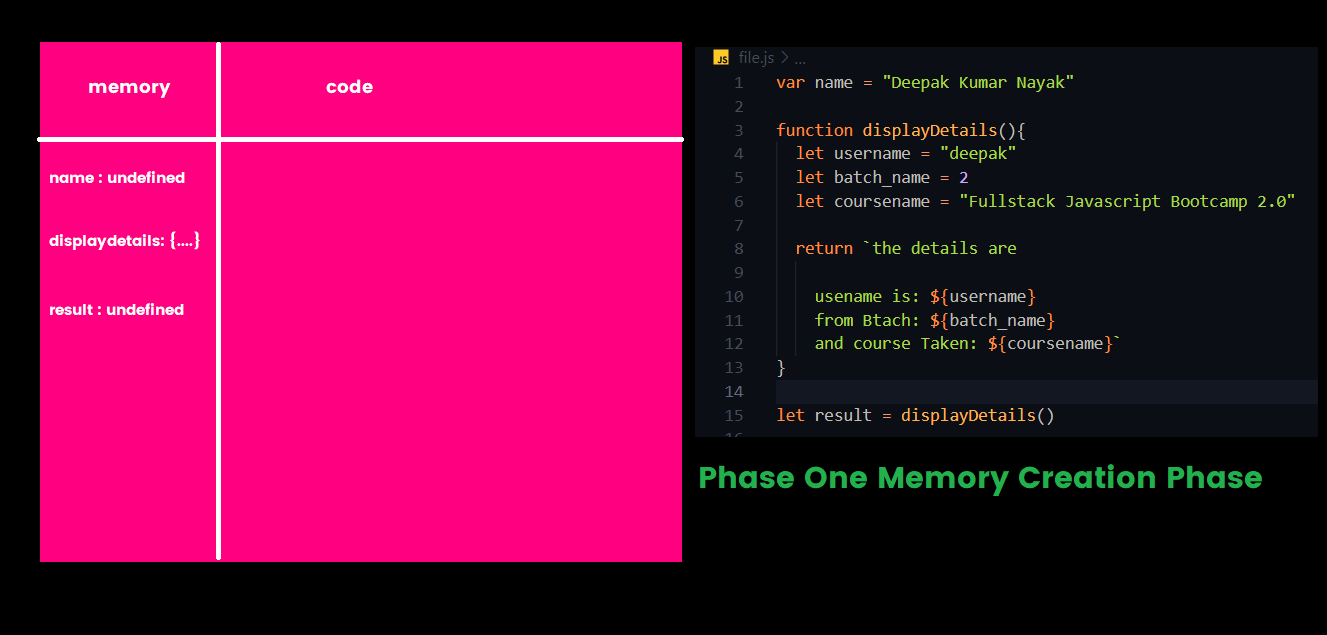 memory
code
name : undefined
displaydetails: {....}
result : undefined
JS file.js > ...
1 var name = "Deepak Kumar Nayak"
2
3 function displayDetails(){
4 let username = "deepak"
5 let batch_name = 2
6 let coursename = "Fullstack Javascript Bootcamp 2.0"
7
8 return `the details are
9
10 usename is: ${username}
11 from Btach: ${batch_name}
12 and course Taken: ${coursename}`
13 }
14
15 let result = displayDetails()
Phase One Memory Creation Phase